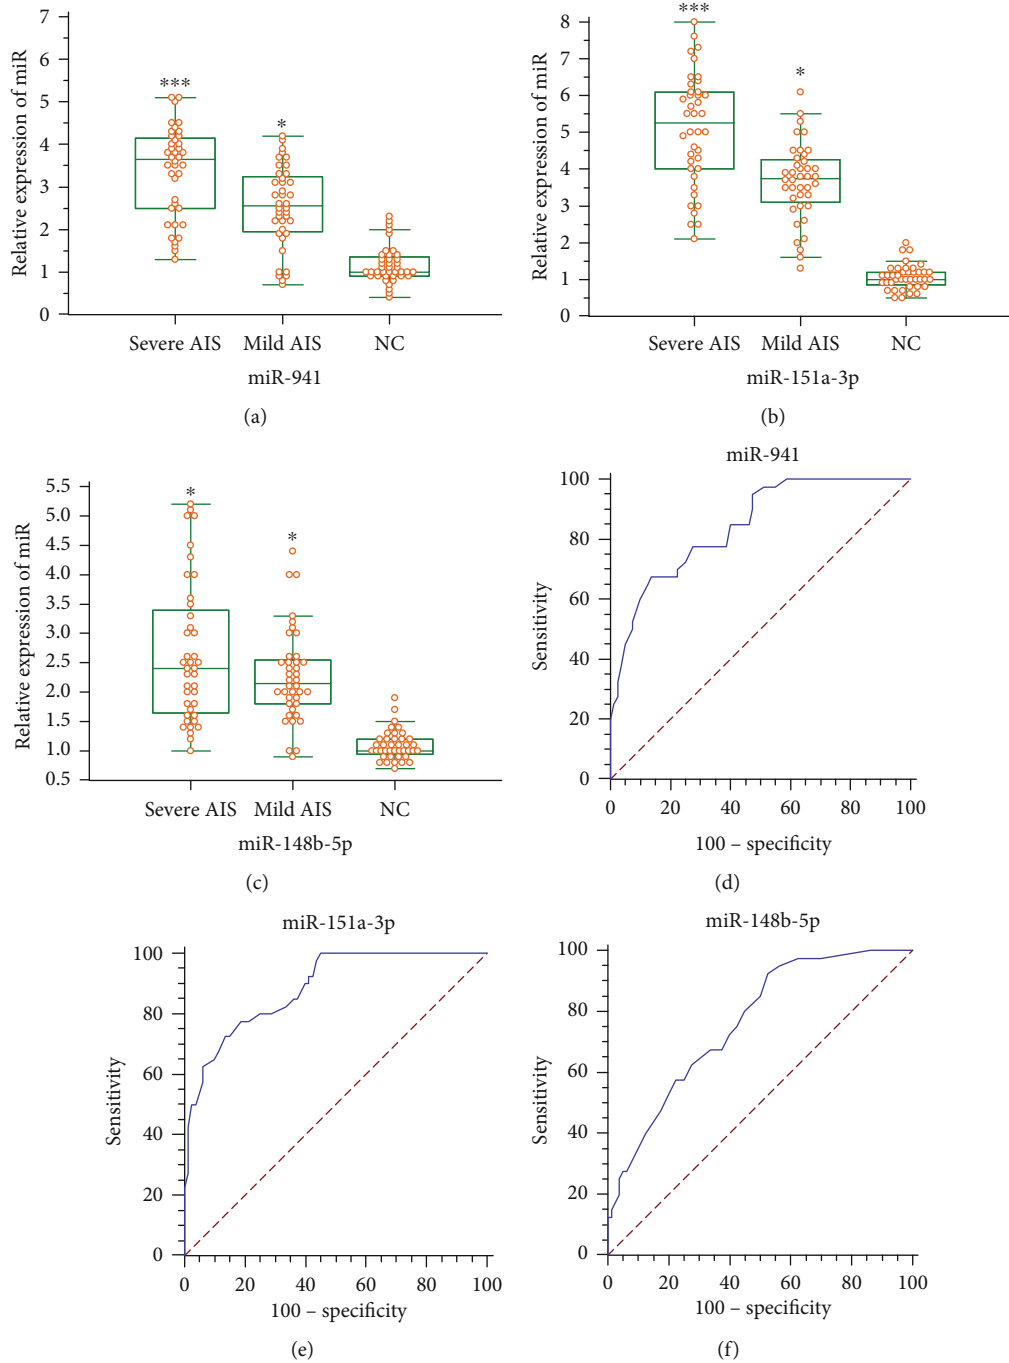 7
6
5
4
3
2
1
0
Relative expression of miR
***
*
Severe AIS Mild AIS NC
miR-941
(a)
8
7
6
5
4
3
2
1
0
Relative expression of miR
***
*
Severe AIS Mild AIS NC
miR-151a-3p
(b)
5.5
5.0
4.5
4.0
3.5
3.0
2.5
2.0
1.5
1.0
0.5
Relative expression of miR
*
*
Severe AIS Mild AIS NC
miR-148b-5p
(c)
miR-941
100
80
60
40
20
0
Sensitivity
0 20 40 60 80 100
100 – specificity
(d)
miR-151a-3p
100
80
60
40
20
0
Sensitivity
0 20 40 60 80 100
100 – specificity
(e)
miR-148b-5p
100
80
60
40
20
0
Sensitivity
0 20 40 60 80 100
100 – specificity
(f)